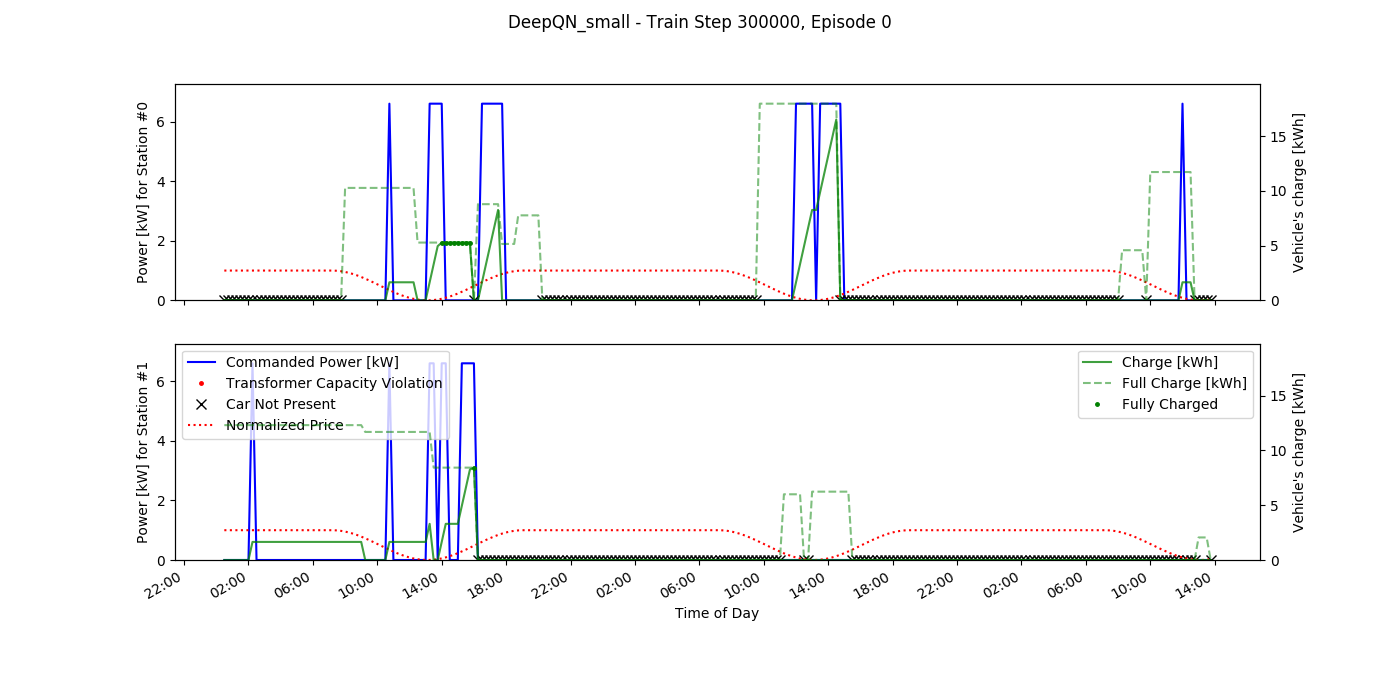 DeepQN_small - Train Step 300000, Episode 0
Power [kW] for Station #0
6
4
2
0
15
10
5
0
Vehicle's charge [kWh]
Power [kW] for Station #1
6
4
2
0
Commanded Power [kW]
Transformer Capacity Violation
Car Not Present
Normalized Price
Charge [kWh]
Full Charge [kWh]
Fully Charged
15
10
5
0
Vehicle's charge [kWh]
22:00 02:00 06:00 10:00 14:00 18:00 22:00 02:00 06:00 10:00 14:00 18:00 22:00 02:00 06:00 10:00 14:00
Time of Day